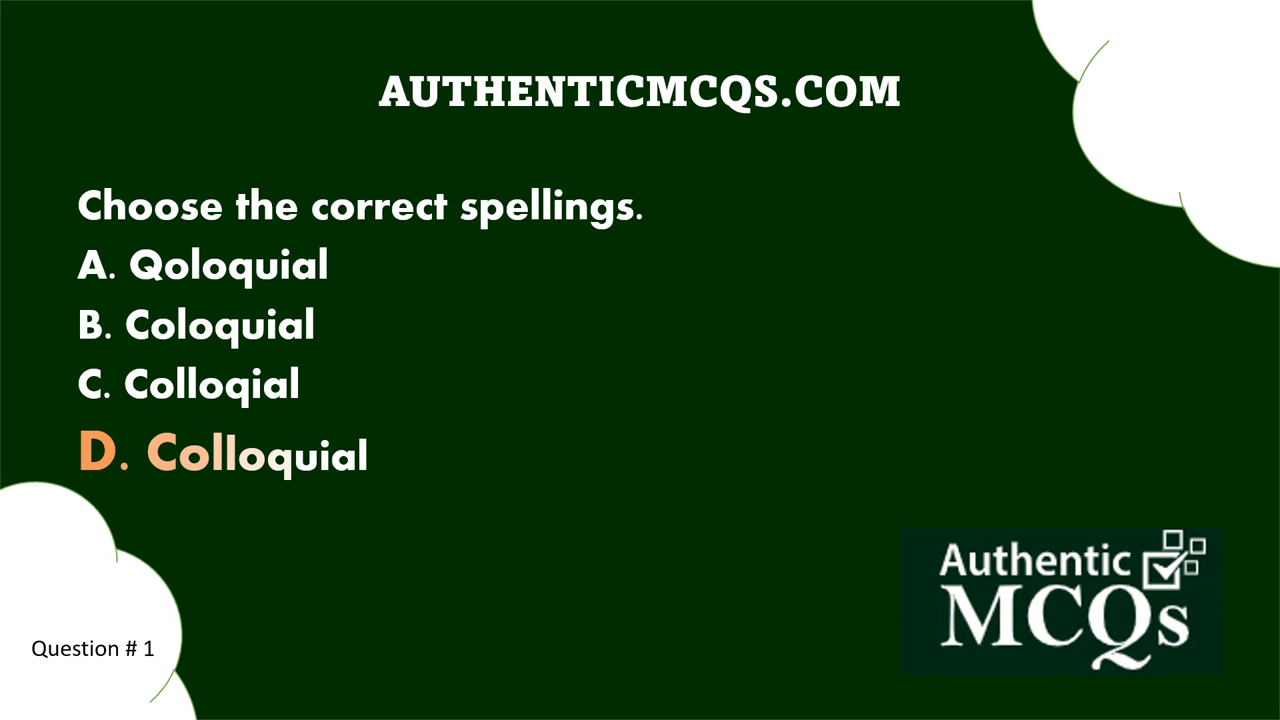 AUTHENTICMCQS.COM
Choose the correct spellings.
A. Qoloquial
B. Coloquial
C. Colloqial
D. Colloquial
Authentic
MCQs
Question # 1